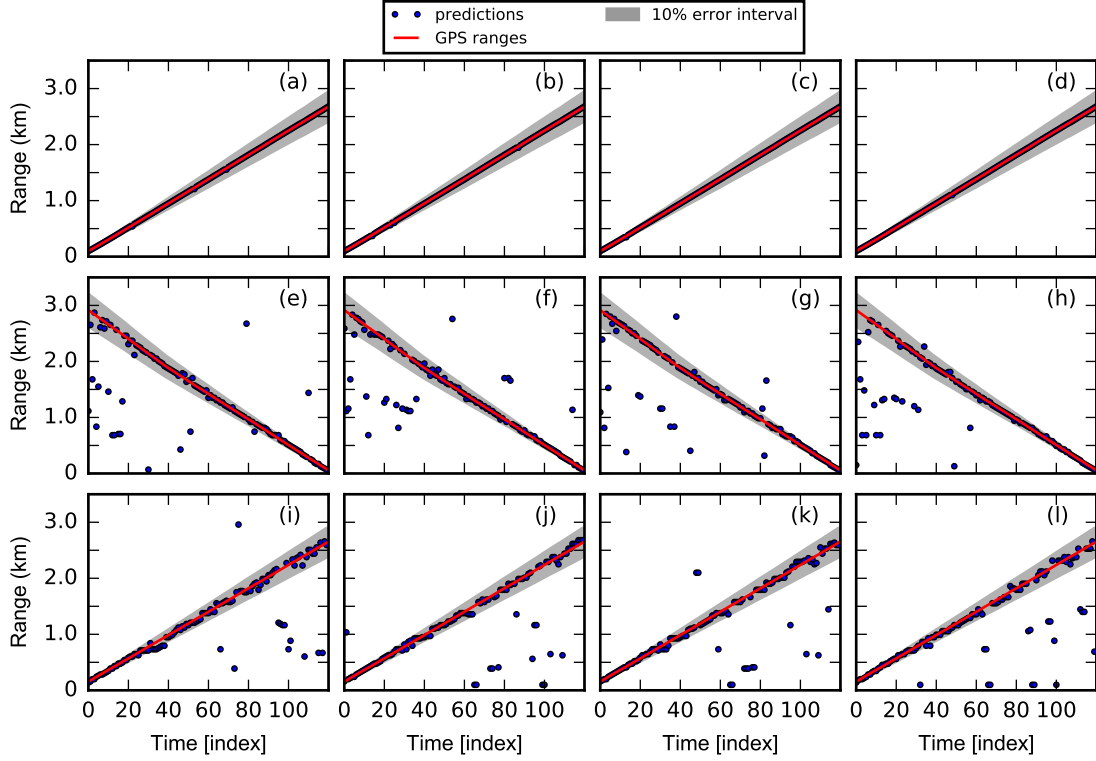 predictions
10% error interval
GPS ranges
(a)
(b)
(c)
(d)
3.0
2.0
1.0
0
Range (km)
(e)
(f)
(g)
(h)
3.0
2.0
1.0
0
Range (km)
(i)
(j)
(k)
(l)
3.0
2.0
1.0
0
Range (km)
0 20 40 60 80 100
0 20 40 60 80 100
0 20 40 60 80 100
0 20 40 60 80 100
Time [index]
Time [index]
Time [index]
Time [index]